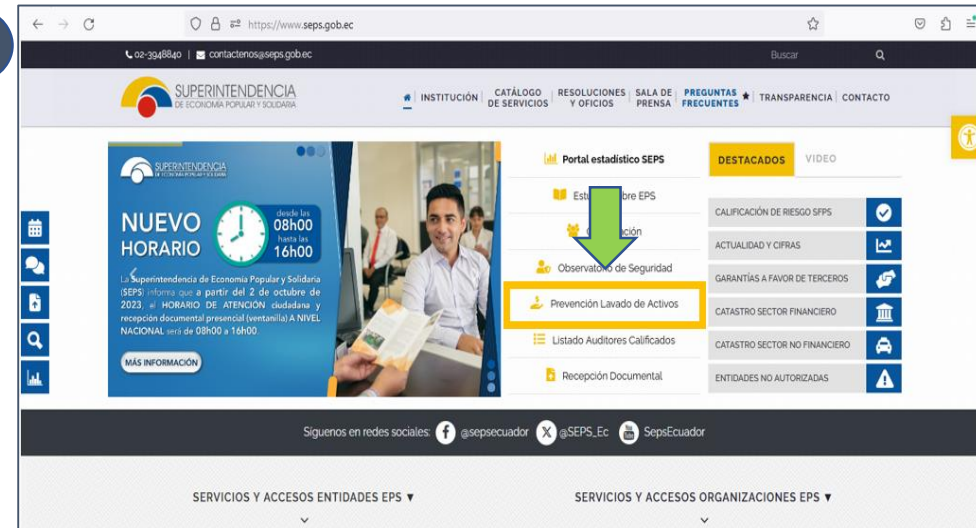 https://www.seps.gob.ec
02-3948840 | contactenos@seps.gob.ec
Buscar
SUPERINTENDENCIA
DE ECONOMÍA POPULAR Y SOLIDARIA
INSTITUCIÓN
CATÁLOGO
DE SERVICIOS
RESOLUCIONES
Y OFICIOS
SALA DE
PRENSA
PREGUNTAS
FRECUENTES
TRANSPARENCIA
CONTACTO
SUPERINTENDENCIA
DE ECONOMÍA POPULAR Y SOLIDARIA
NUEVO
HORARIO
desde las
08h00
hasta las
16h00
La Superintendencia de Economía Popular y Solidaria
(SEPS) informa que a partir del 2 de octubre de
2023, el HORARIO DE ATENCIÓN ciudadana y
recepción documental presencial (ventanilla) A NIVEL
NACIONAL será de 08h00 a 16h00.
MÁS INFORMACIÓN
Portal estadístico SEPS
bre EPS
Observatorio de Seguridad
Prevención Lavado de Activos
Listado Auditores Calificados
Recepción Documental
DESTACADOS
VIDEO
CALIFICACIÓN DE RIESGO SFPS
ACTUALIDAD Y CIFRAS
GARANTÍAS A FAVOR DE TERCEROS
CATASTRO SECTOR FINANCIERO
CATASTRO SECTOR NO FINANCIERO
ENTIDADES NO AUTORIZADAS
Síguenos en redes sociales: @sepsecuador @SEPS_Ec SepsEcuador
SERVICIOS Y ACCESOS ENTIDADES EPS ▼
SERVICIOS Y ACCESOS ORGANIZACIONES EPS ▼